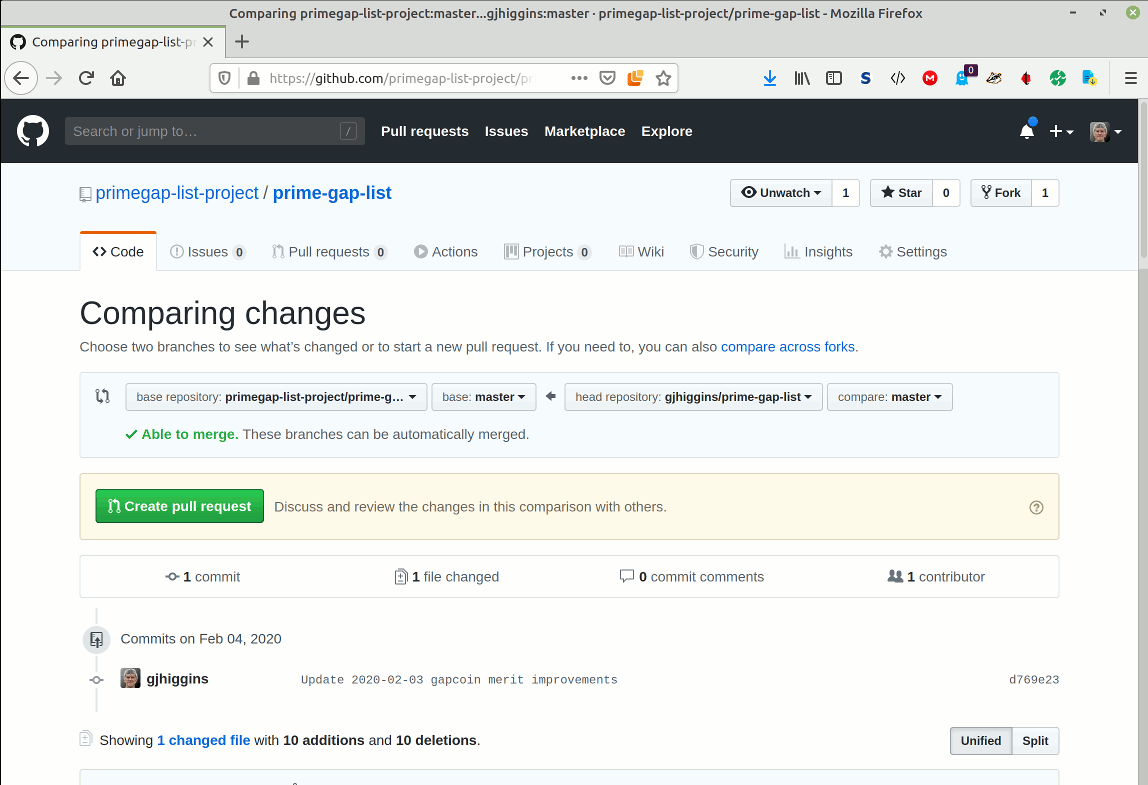 Comparing primegap-list-project:master...gjhiggins:master · primegap-list-project/prime-gap-list - Mozilla Firefox
Comparing primegap-list-pr
https://github.com/primegap-list-project/pr
S M 0
Search or jump to… /
Pull requests Issues Marketplace Explore
primegap-list-project / prime-gap-list
Unwatch 1 Star 0 Fork 1
Code Issues 0 Pull requests 0 Actions Projects 0 Wiki Security Insights Settings
Comparing changes
Choose two branches to see what's changed or to start a new pull request. If you need to, you can also compare across forks.
base repository: primegap-list-project/prime-g... base: master head repository: gjhiggins/prime-gap-list compare: master
Able to merge. These branches can be automatically merged.
Create pull request Discuss and review the changes in this comparison with others.
1 commit 1 file changed 0 commit comments 1 contributor
Commits on Feb 04, 2020
gjhiggins Update 2020-02-03 gapcoin merit improvements d769e23
Showing 1 changed file with 10 additions and 10 deletions.
Unified Split